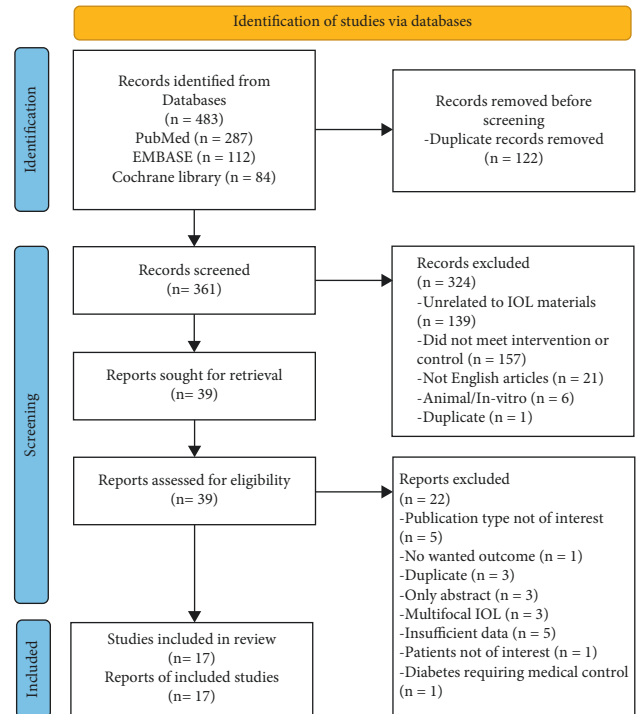 Identification of studies via databases
Identification
Records identified from
Databases
(n = 483)
PubMed (n = 287)
EMBASE (n = 112)
Cochrane library (n = 84)
Records removed before
screening
-Duplicate records removed
(n = 122)
Screening
Records screened
(n = 361)
Records excluded
(n = 324)
-Unrelated to IOL materials
(n = 139)
-Did not meet intervention or
control (n = 157)
-Not English articles (n = 21)
-Animal/In-vitro (n = 6)
-Duplicate (n = 1)
Reports sought for retrieval
(n = 39)
Reports assessed for eligibility
(n = 39)
Reports excluded
(n = 22)
-Publication type not of interest
(n = 5)
-No wanted outcome (n = 1)
-Duplicate (n = 3)
-Only abstract (n = 3)
-Multifocal IOL (n = 3)
-Insufficient data (n = 5)
-Patients not of interest (n = 1)
-Diabetes requiring medical control
(n = 1)
Included
Studies included in review
(n= 17)
Reports of included studies
(n= 17)